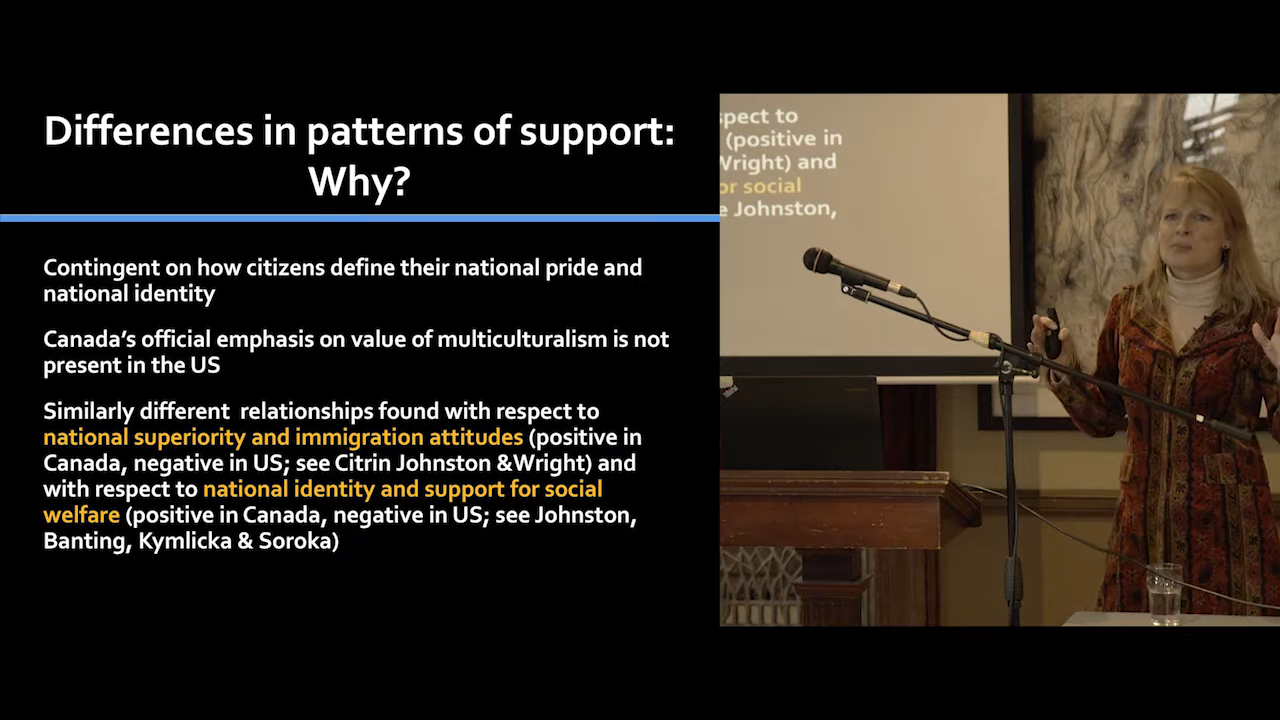 Differences in patterns of support:
Why?
Contingent on how citizens define their national pride and
national identity
Canada's official emphasis on value of multiculturalism is not
present in the US
Similarly different  relationships found with respect to
national superiority and immigration attitudes (positive in
Canada, negative in US; see Citrin Johnston &Wright) and
with respect to national identity and support for social
welfare (positive in Canada, negative in US; see Johnston,
Banting, Kymlicka & Soroka)
spect to
(positive in
Wright) and
or social
e Johnston,